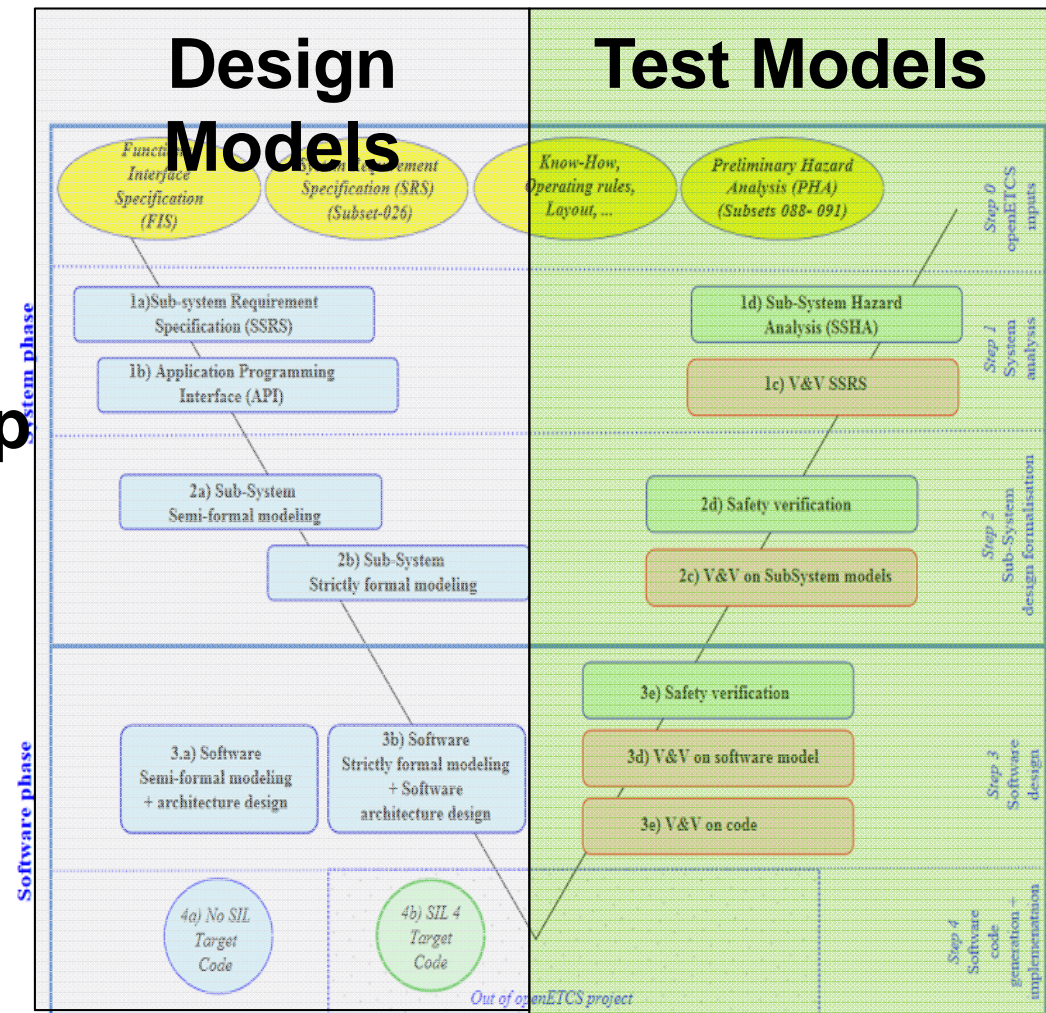 Design
Models
Test Models
Interface
Specification
(FIS)
Specification (SRS)
(Subset-026)
Know-How,
Operating rules,
Layout, ...
Preliminary Hazard
Analysis (PHA)
(Subsets 088- 091)
Step 0
openETCS
inputs
System phase
p
1a)Sub-system Requirement
Specification (SSRS)
1b) Application Programming
Interface (API)
1d) Sub-System Hazard
Analysis (SSHA)
1c) V&V SSRS
Step 1
System
analysis
2a) Sub-System
Semi-formal modeling
2b) Sub-System
Strictly formal modeling
2d) Safety verification
2c) V&V on SubSystem models
Step 2
Sub-System
design formalisation
Software phase
3.a) Software
Semi-formal modeling
+ architecture design
3b) Software
Strictly formal modeling
+ Software
architecture design
3e) Safety verification
3d) V&V on software model
3e) V&V on code
Step 3
Software
design
4a) No SIL
Target
Code
4b) SIL 4
Target
Code
Out of openETCS project
Step 4
Software
code
generation +
implementation